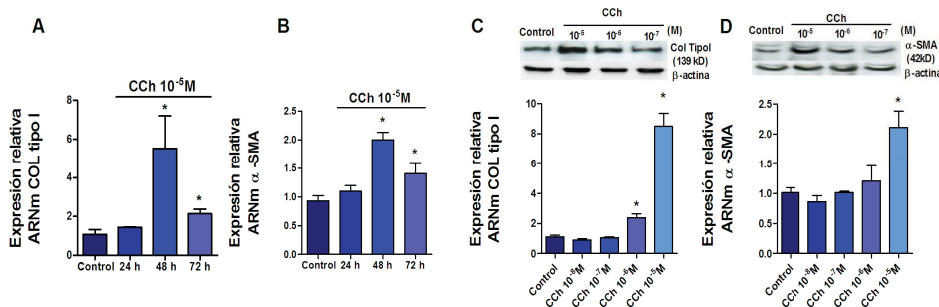 A
CCh 10⁻⁵M
Expresión relativa
ARNm COL tipo I
8
6
4
2
0
*
*
Control 24 h 48 h 72 h
B
CCh 10⁻⁵M
Expresión relativa
ARNm α -SMA
2.5
2.0
1.5
1.0
0.5
0.0
*
*
Control 24 h 48 h 72 h
C
CCh
Control 10⁻⁵ 10⁻⁶ 10⁻⁷ (M)
Col TipoI
(139 kD)
β-actina
Expresión relativa
ARNm COL tipo I
10
8
6
4
2
0
*
*
Control
CCh 10⁻⁸M
CCh 10⁻⁷M
CCh 10⁻⁶M
CCh 10⁻⁵M
D
CCh
Control 10⁻⁵ 10⁻⁶ 10⁻⁷ (M)
α-SMA
(42kD)
β-actina
Expresión relativa
ARNm α -SMA
2.5
2.0
1.5
1.0
0.5
0.0
*
Control
CCh 10⁻⁸M
CCh 10⁻⁷M
CCh 10⁻⁶M
CCh 10⁻⁵M